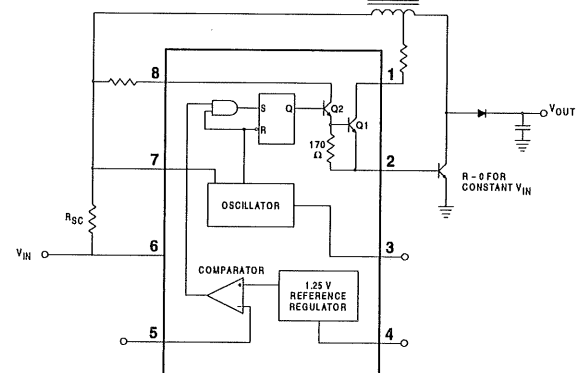 8
1
S
Q
Q2
R
Q1
170
Ω
VOUT
7
2
R – 0 FOR
CONSTANT VIN
OSCILLATOR
RSC
VIN
6
3
COMPARATOR
1.25 V
REFERENCE
REGULATOR
+
–
5
4